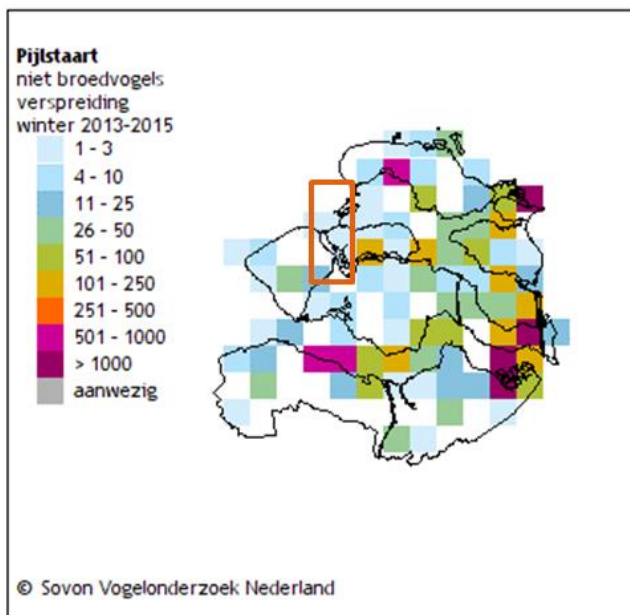 Pijlstaart
niet broedvogels
verspreiding
winter 2013-2015
1 - 3
4 - 10
11 - 25
26 - 50
51 - 100
101 - 250
251 - 500
501 - 1000
> 1000
aanwezig
© Sovon Vogelonderzoek Nederland